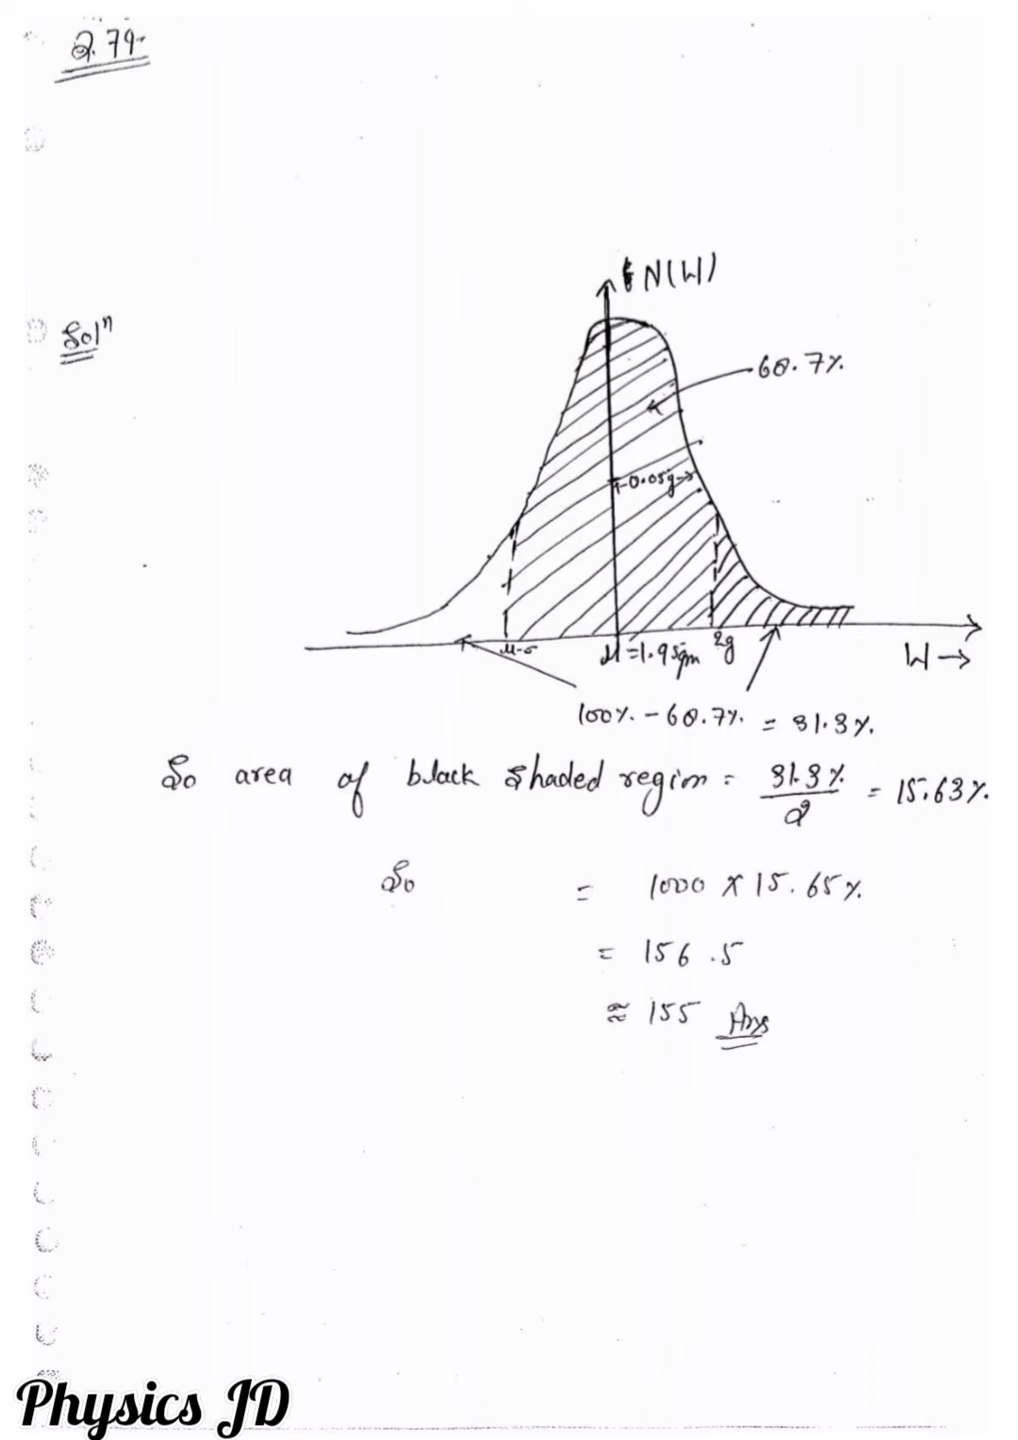 2.79.
N(W)
Solⁿ
68.7%
0.05g
μ-σ
μ = 1.95gm
2g
W →
100% - 68.7% = 31.3%
So area of black shaded region = 31.3% / 2 = 15.63%.
So = 1000 × 15.65%
= 156.5
≈ 155 Ans
Physics JD